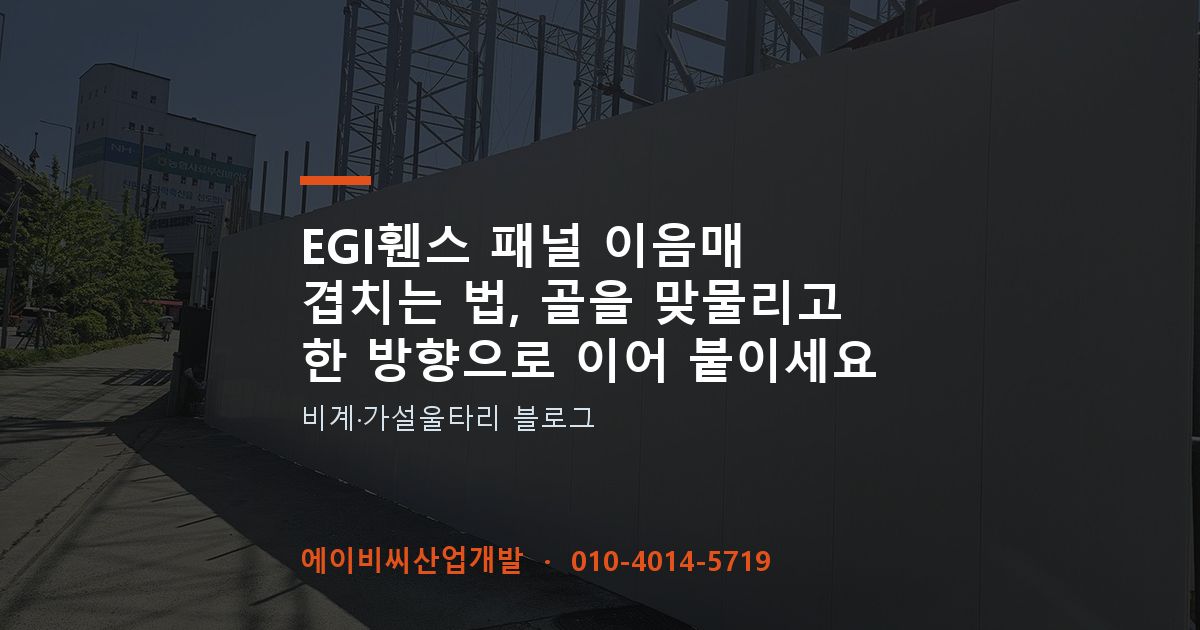 NH
EGI휀스 패널 이음매
겹치는 법, 골을 맞물리고
한 방향으로 이어 붙이세요
비계·가설울타리 블로그
에이비씨산업개발 · 010-4014-5719